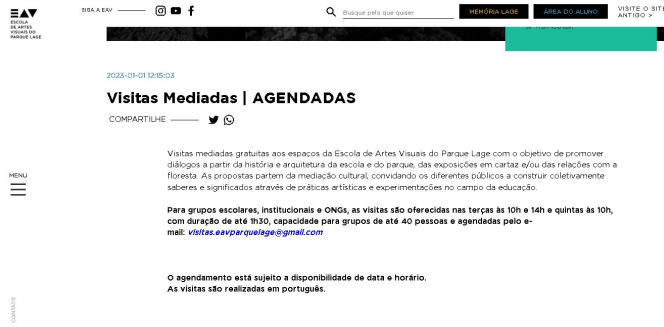 EAV
ESCOLA
DE ARTES
VISUAIS DO
PARQUE LAGE
SIGA A EAV
Busque pelo que quiser
MEMÓRIA LAGE
ÁREA DO ALUNO
VISITE O SITE
ANTIGO >
2023-01-01 12:15:03
Visitas Mediadas | AGENDADAS
COMPARTILHE
MENU
Visitas mediadas gratuitas aos espaços da Escola de Artes Visuais do Parque Lage com o objetivo de promover
diálogos a partir da história e arquitetura da escola e do parque, das exposições em cartaz e/ou das relações com a
floresta. As propostas partem da mediação cultural, convidando os diferentes públicos a construir coletivamente
saberes e significados através de práticas artísticas e experimentações no campo da educação.
Para grupos escolares, institucionais e ONGs, as visitas são oferecidas nas terças às 10h e 14h e quintas às 10h,
com duração de até 1h30, capacidade para grupos de até 40 pessoas e agendadas pelo e-
mail: visitas.eavparquelage@gmail.com
O agendamento está sujeito a disponibilidade de data e horário.
As visitas são realizadas em português.
CONTATO